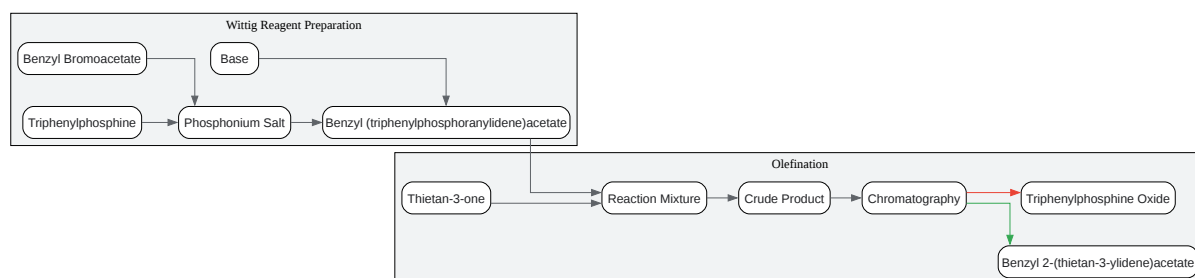 Wittig Reagent Preparation
Benzyl Bromoacetate
Base
Triphenylphosphine
Phosphonium Salt
Benzyl (triphenylphosphoranylidene)acetate
Olefination
Thietan-3-one
Reaction Mixture
Crude Product
Chromatography
Triphenylphosphine Oxide
Benzyl 2-(thietan-3-ylidene)acetate